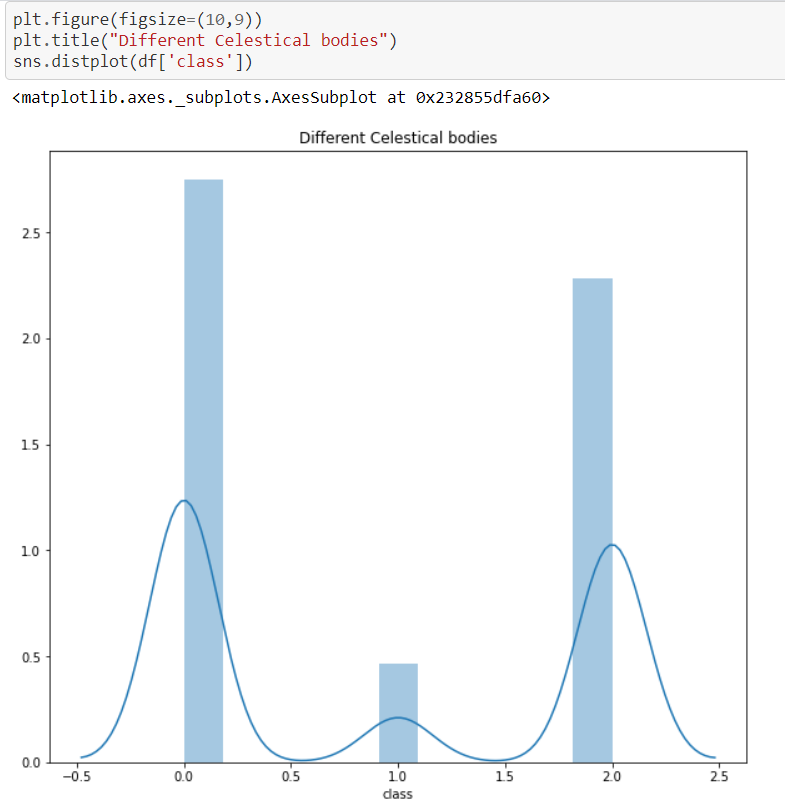 plt.figure(figsize=(10,9))
plt.title("Different Celestical bodies")
sns.distplot(df['class'])
<matplotlib.axes._subplots.AxesSubplot at 0x232855dfa60>
Different Celestical bodies
2.5
2.0
1.5
1.0
0.5
0.0
−0.5 0.0 0.5 1.0 1.5 2.0 2.5
class